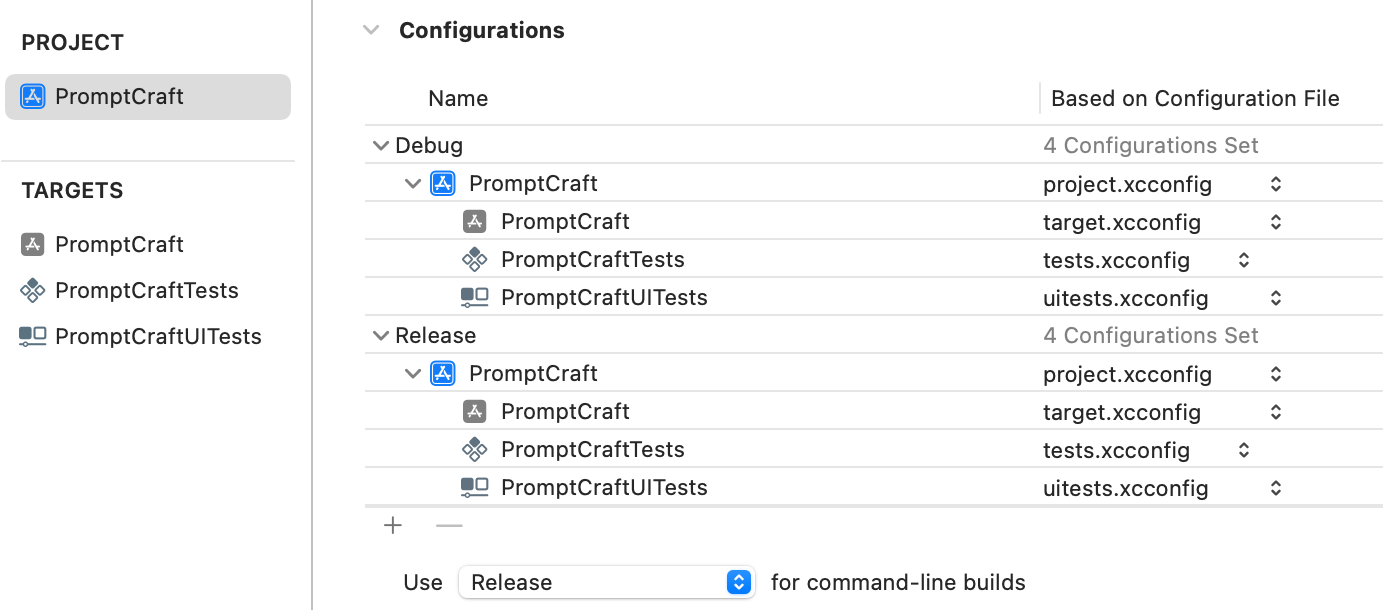 PROJECT
PromptCraft
TARGETS
PromptCraft
PromptCraftTests
PromptCraftUITests
Configurations
Name Based on Configuration File
Debug 4 Configurations Set
PromptCraft project.xcconfig
PromptCraft target.xcconfig
PromptCraftTests tests.xcconfig
PromptCraftUITests uitests.xcconfig
Release 4 Configurations Set
PromptCraft project.xcconfig
PromptCraft target.xcconfig
PromptCraftTests tests.xcconfig
PromptCraftUITests uitests.xcconfig
Use Release for command-line builds